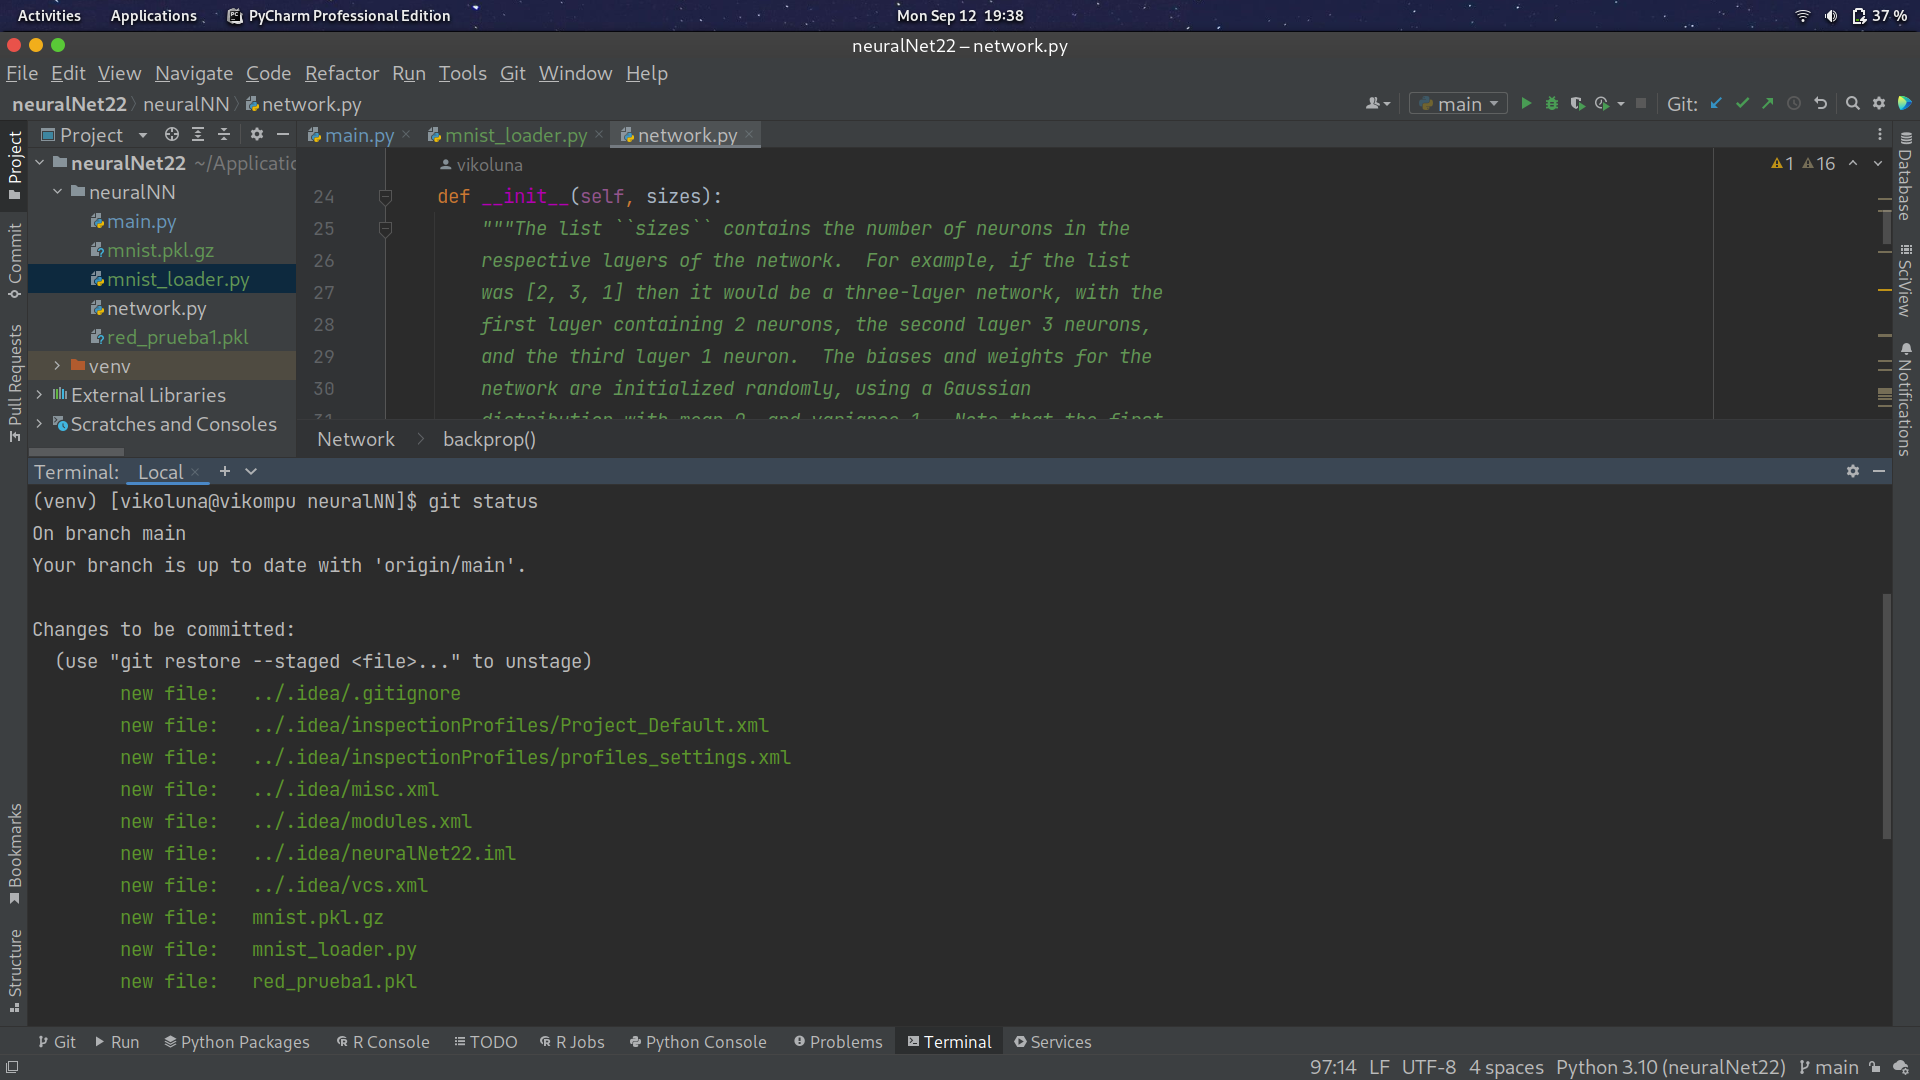 Activities Applications PyCharm Professional Edition Mon Sep 12 19:38 37 %
neuralNet22 – network.py
File Edit View Navigate Code Refactor Run Tools Git Window Help
neuralNet22 neuralNN network.py main Git:
Project main.py mnist_loader.py network.py
neuralNet22 ~/Applicatio
neuralNN
main.py
mnist.pkl.gz
mnist_loader.py
network.py
red_prueba1.pkl
venv
External Libraries
Scratches and Consoles
vikoluna 1 16
24 def __init__(self, sizes):
25 """The list ``sizes`` contains the number of neurons in the
26 respective layers of the network.  For example, if the list
27 was [2, 3, 1] then it would be a three-layer network, with the
28 first layer containing 2 neurons, the second layer 3 neurons,
29 and the third layer 1 neuron.  The biases and weights for the
30 network are initialized randomly, using a Gaussian
31 distribution with mean 0, and variance 1.  Note that the first
Network backprop()
Project
Commit
Pull Requests
Bookmarks
Structure
Database
SciView
Notifications
Terminal: Local
(venv) [vikoluna@vikompu neuralNN]$ git status
On branch main
Your branch is up to date with 'origin/main'.
Changes to be committed:
(use "git restore --staged <file>..." to unstage)
new file:   ../.idea/.gitignore
new file:   ../.idea/inspectionProfiles/Project_Default.xml
new file:   ../.idea/inspectionProfiles/profiles_settings.xml
new file:   ../.idea/misc.xml
new file:   ../.idea/modules.xml
new file:   ../.idea/neuralNet22.iml
new file:   ../.idea/vcs.xml
new file:   mnist.pkl.gz
new file:   mnist_loader.py
new file:   red_prueba1.pkl
Git Run Python Packages R Console TODO R Jobs Python Console Problems Terminal Services
97:14 LF UTF-8 4 spaces Python 3.10 (neuralNet22) main